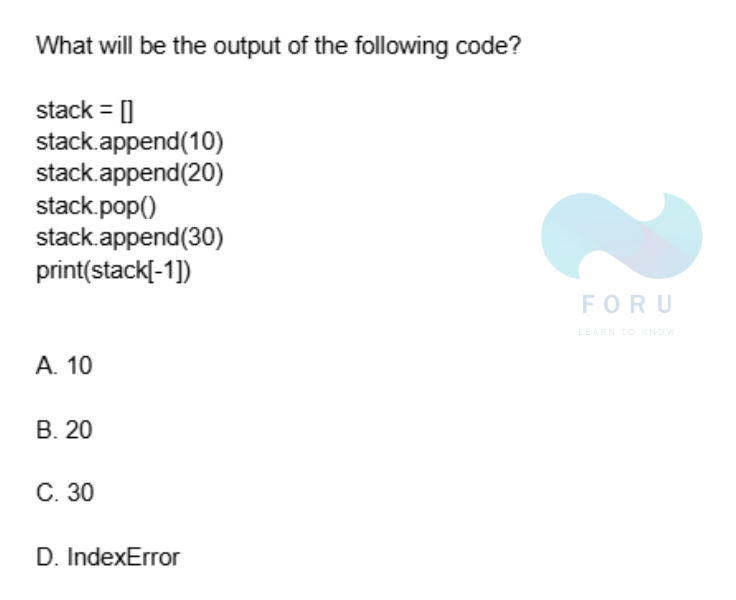 What will be the output of the following code?
stack = []
stack.append(10)
stack.append(20)
stack.pop()
stack.append(30)
print(stack[-1])
FORU
LEARN TO KNOW
A. 10
B. 20
C. 30
D. IndexError